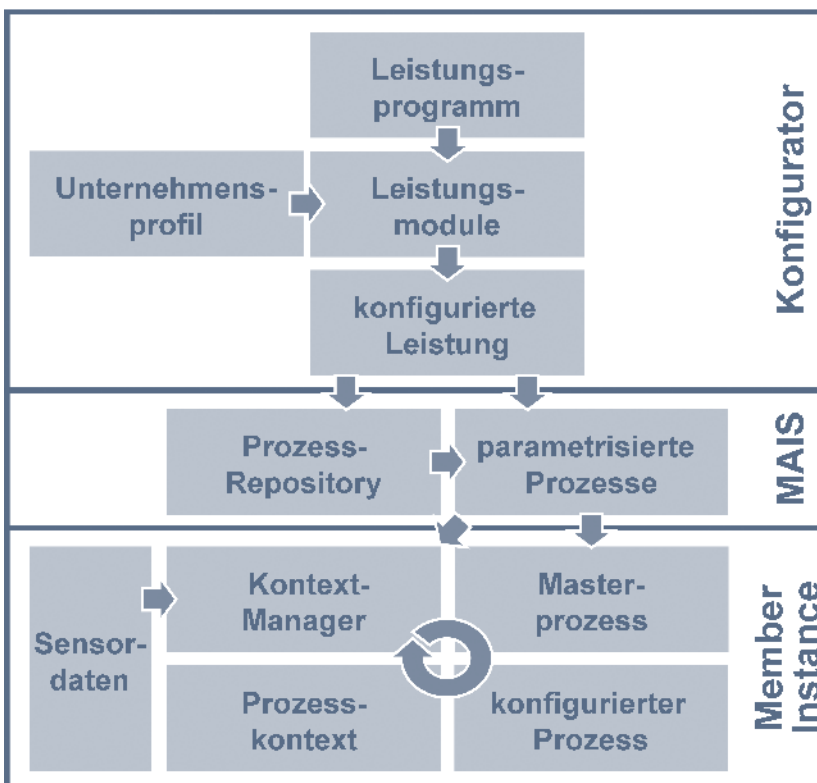 Leistungs-
programm
Unternehmens-
profil
Leistungs-
module
konfigurierte
Leistung
Konfigurator
Prozess-
Repository
parametrisierte
Prozesse
MAIS
Sensor-
daten
Kontext-
Manager
Master-
prozess
Prozess-
kontext
konfigurierter
Prozess
Member
Instance